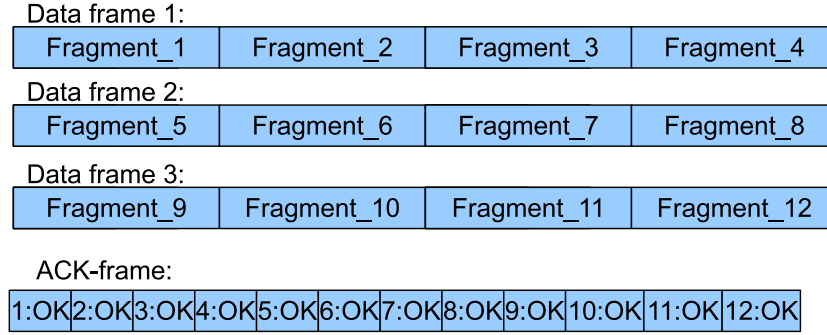 Data frame 1:
Fragment_1 Fragment_2 Fragment_3 Fragment_4
Data frame 2:
Fragment_5 Fragment_6 Fragment_7 Fragment_8
Data frame 3:
Fragment_9 Fragment_10 Fragment_11 Fragment_12
ACK-frame:
1:OK 2:OK 3:OK 4:OK 5:OK 6:OK 7:OK 8:OK 9:OK 10:OK 11:OK 12:OK